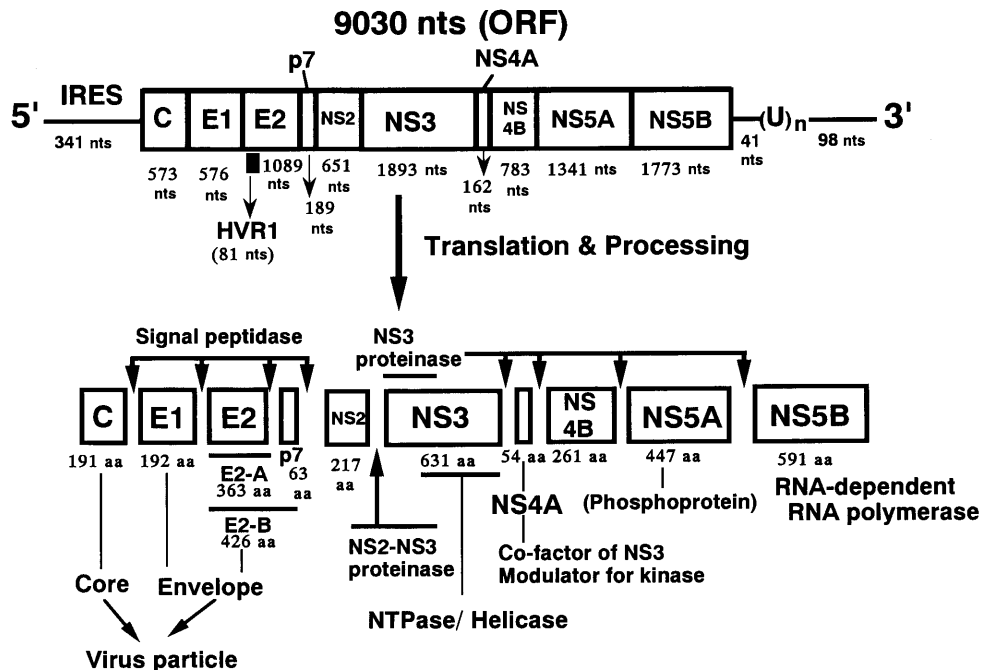 9030 nts (ORF)
p7
NS4A
5' IRES
341 nts
C E1 E2 NS2 NS3 NS 4B NS5A NS5B
(U)n 3'
41 nts
98 nts
573 nts
576 nts
1089 nts
651 nts
1893 nts
162 nts
783 nts
1341 nts
1773 nts
189 nts
HVR1
(81 nts)
Translation & Processing
Signal peptidase
NS3
proteinase
C E1 E2 NS2 NS3 NS 4B NS5A NS5B
191 aa
192 aa
E2-A
363 aa
E2-B
426 aa
p7
63 aa
217 aa
631 aa
54 aa
261 aa
447 aa
591 aa
NS4A
(Phosphoprotein)
RNA-dependent
RNA polymerase
NS2-NS3
proteinase
Co-factor of NS3
Modulator for kinase
Core
Envelope
NTPase/ Helicase
Virus particle